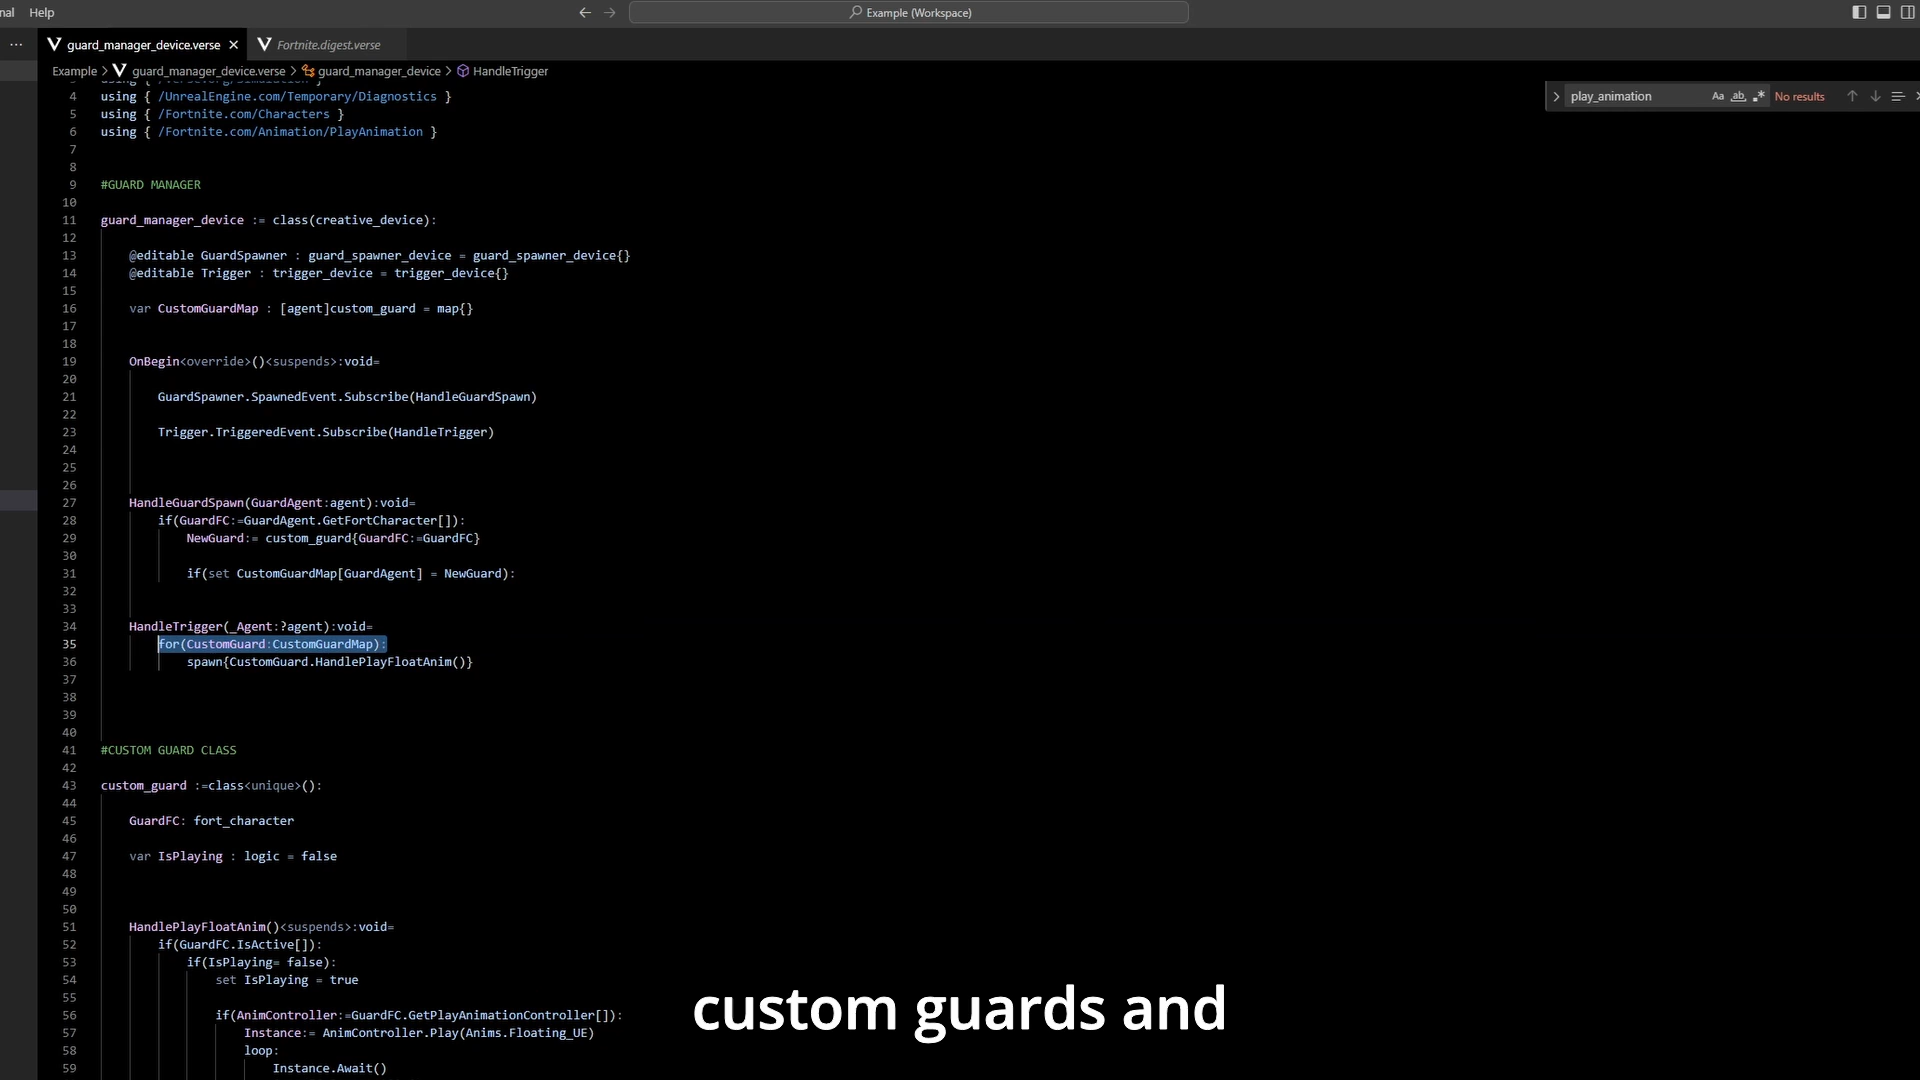 nal Help
Example (Workspace)
guard_manager_device.verse
Fortnite.digest.verse
Example > guard_manager_device.verse > guard_manager_device > HandleTrigger
play_animation Aa ab .* No results
4 using { /UnrealEngine.com/Temporary/Diagnostics }
5 using { /Fortnite.com/Characters }
6 using { /Fortnite.com/Animation/PlayAnimation }
7
8
9 #GUARD MANAGER
10
11 guard_manager_device := class(creative_device):
12
13 @editable GuardSpawner : guard_spawner_device = guard_spawner_device{}
14 @editable Trigger : trigger_device = trigger_device{}
15
16 var CustomGuardMap : [agent]custom_guard = map{}
17
18
19 OnBegin<override>()<suspends>:void=
20
21 GuardSpawner.SpawnedEvent.Subscribe(HandleGuardSpawn)
22
23 Trigger.TriggeredEvent.Subscribe(HandleTrigger)
24
25
26
27 HandleGuardSpawn(GuardAgent:agent):void=
28 if(GuardFC:=GuardAgent.GetFortCharacter[]):
29 NewGuard:= custom_guard{GuardFC:=GuardFC}
30
31 if(set CustomGuardMap[GuardAgent] = NewGuard):
32
33
34 HandleTrigger(_Agent:?agent):void=
35 for(CustomGuard:CustomGuardMap):
36 spawn{CustomGuard.HandlePlayFloatAnim()}
37
38
39
40
41 #CUSTOM GUARD CLASS
42
43 custom_guard :=class<unique>():
44
45 GuardFC: fort_character
46
47 var IsPlaying : logic = false
48
49
50
51 HandlePlayFloatAnim()<suspends>:void=
52 if(GuardFC.IsActive[]):
53 if(IsPlaying= false):
54 set IsPlaying = true
55
56 if(AnimController:=GuardFC.GetPlayAnimationController[]):
57 Instance:= AnimController.Play(Anims.Floating_UE)
58 loop:
59 Instance.Await()
custom guards and